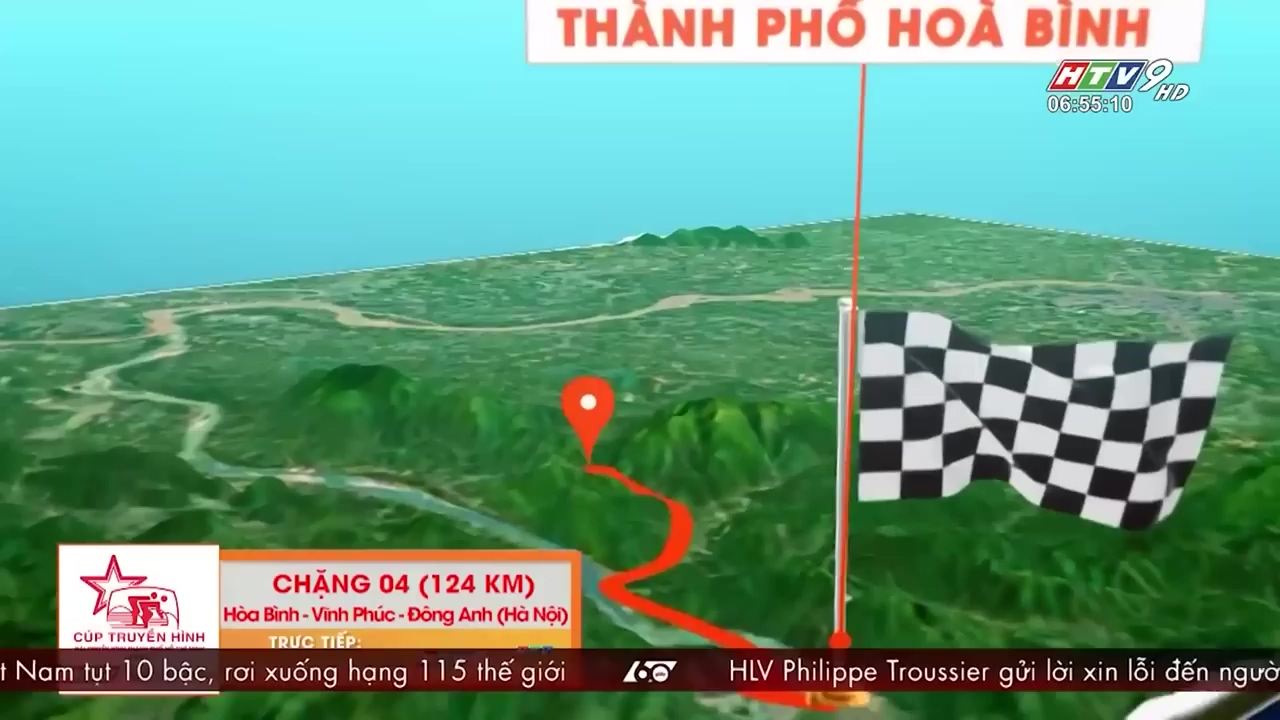 THÀNH PHỐ HOÀ BÌNH
HTV9 HD
06:55:10
CHẶNG 04 (124 KM)
Hòa Bình - Vĩnh Phúc - Đông Anh (Hà Nội)
CÚP TRUYỀN HÌNH
TRỰC TIẾP:
t Nam tụt 10 bậc, rơi xuống hạng 115 thế giới
HLV Philippe Troussier gửi lời xin lỗi đến ngườ